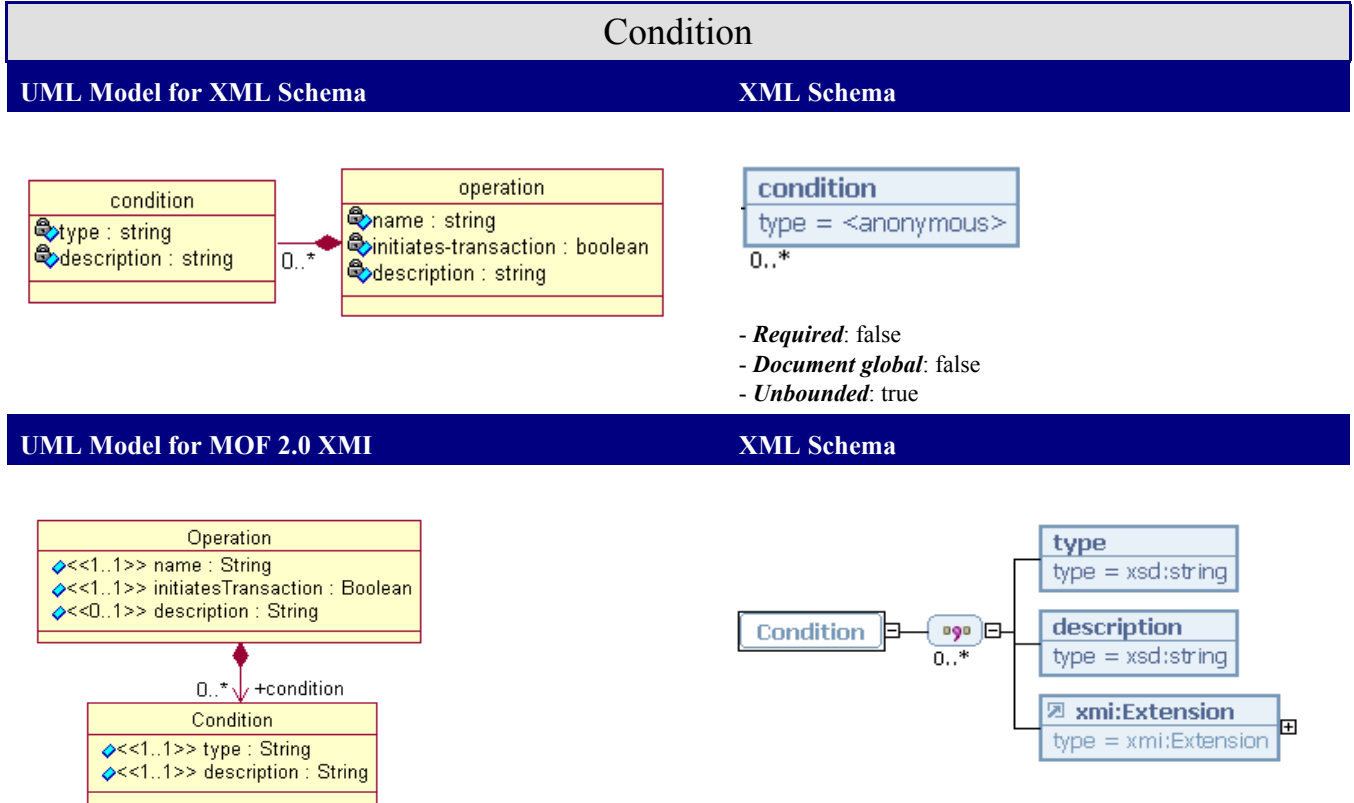 Condition
UML Model for XML Schema
XML Schema
condition
type : string
description : string
0..*
operation
name : string
initiates-transaction : boolean
description : string
condition
type = <anonymous>
0..*
- Required: false
- Document global: false
- Unbounded: true
UML Model for MOF 2.0 XMI
XML Schema
Operation
<<1..1>> name : String
<<1..1>> initiatesTransaction : Boolean
<<0..1>> description : String
0..* +condition
Condition
<<1..1>> type : String
<<1..1>> description : String
Condition
0..*
type
type = xsd:string
description
type = xsd:string
xmi:Extension
type = xmi:Extension